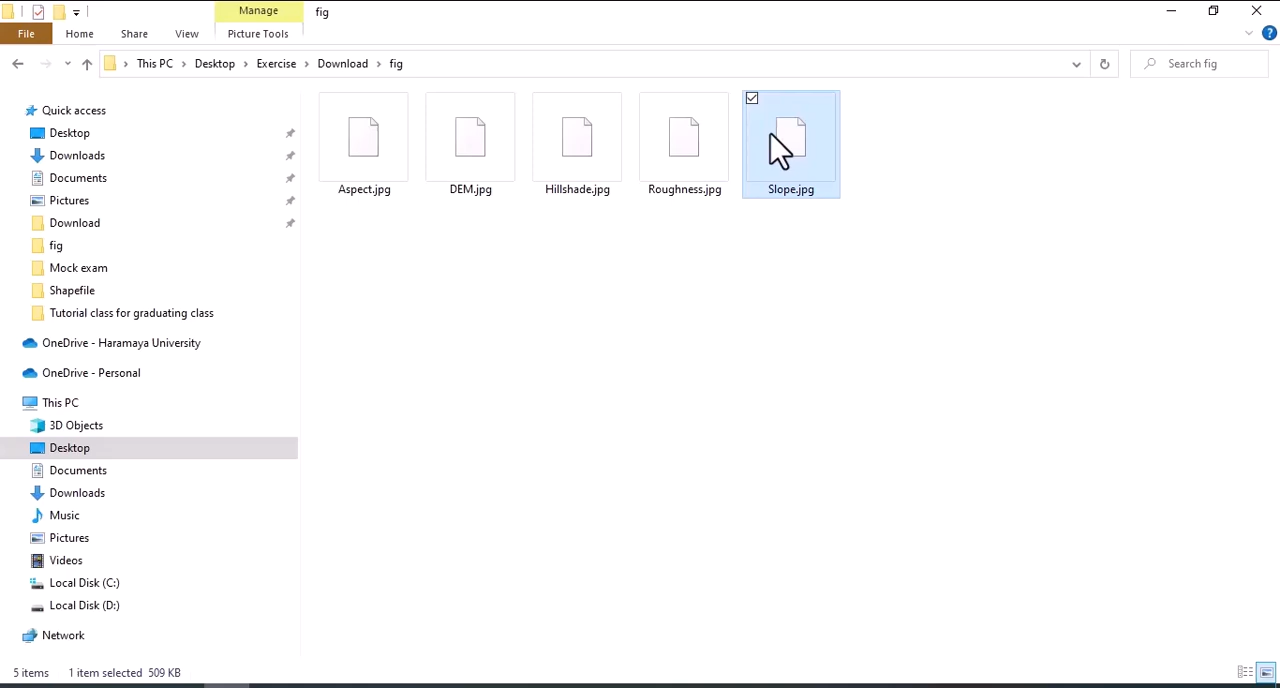 Manage
fig
File
Home
Share
View
Picture Tools
This PC
Desktop
Exercise
Download
fig
Search fig
Quick access
Desktop
Downloads
Documents
Pictures
Download
fig
Mock exam
Shapefile
Tutorial class for graduating class
OneDrive - Haramaya University
OneDrive - Personal
This PC
3D Objects
Desktop
Documents
Downloads
Music
Pictures
Videos
Local Disk (C:)
Local Disk (D:)
Network
Aspect.jpg
DEM.jpg
Hillshade.jpg
Roughness.jpg
Slope.jpg
5 items
1 item selected 509 KB